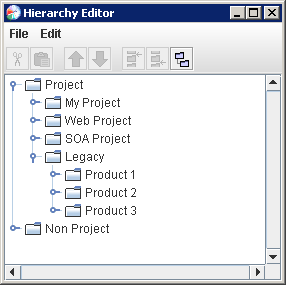 Hierarchy Editor
File Edit
Project
My Project
Web Project
SOA Project
Legacy
Product 1
Product 2
Product 3
Non Project